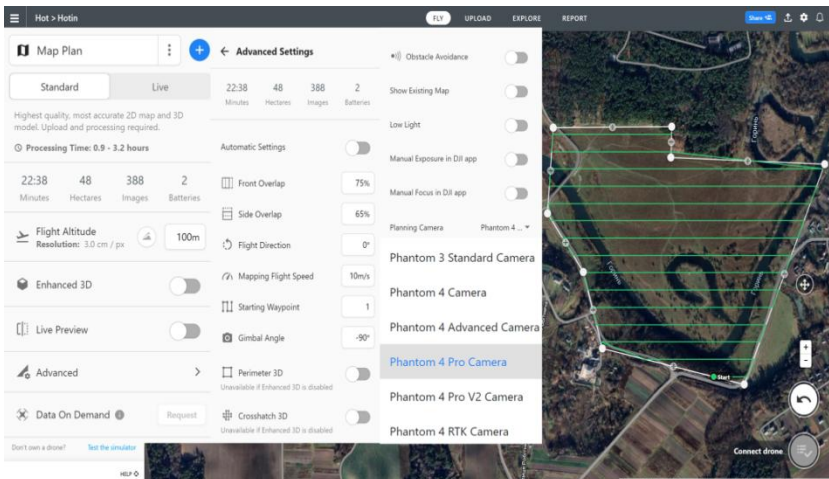 Hot > Hotin
FLY
UPLOAD
EXPLORE
REPORT
Share
Map Plan
Standard
Live
Highest quality, most accurate 2D map and 3D
model. Upload and processing required.
Processing Time: 0.9 - 3.2 hours
22:38 48 388 2
Minutes Hectares Images Batteries
Flight Altitude
Resolution: 3.0 cm / px
100m
Enhanced 3D
Live Preview
Advanced
Data On Demand
Request
Don't own a drone? Test the simulator
HELP
Advanced Settings
22:38 48 388 2
Minutes Hectares Images Batteries
Automatic Settings
Front Overlap 75%
Side Overlap 65%
Flight Direction 0°
Mapping Flight Speed 10m/s
Starting Waypoint 1
Gimbal Angle -90°
Perimeter 3D
Unavailable if Enhanced 3D is disabled
Crosshatch 3D
Unavailable if Enhanced 3D is disabled
Obstacle Avoidance
Show Existing Map
Low Light
Manual Exposure in DJI app
Manual Focus in DJI app
Planning Camera Phantom 4 ...
Phantom 3 Standard Camera
Phantom 4 Camera
Phantom 4 Advanced Camera
Phantom 4 Pro Camera
Phantom 4 Pro V2 Camera
Phantom 4 RTK Camera
Горинь
Горинь
Start
+
-
Connect drone